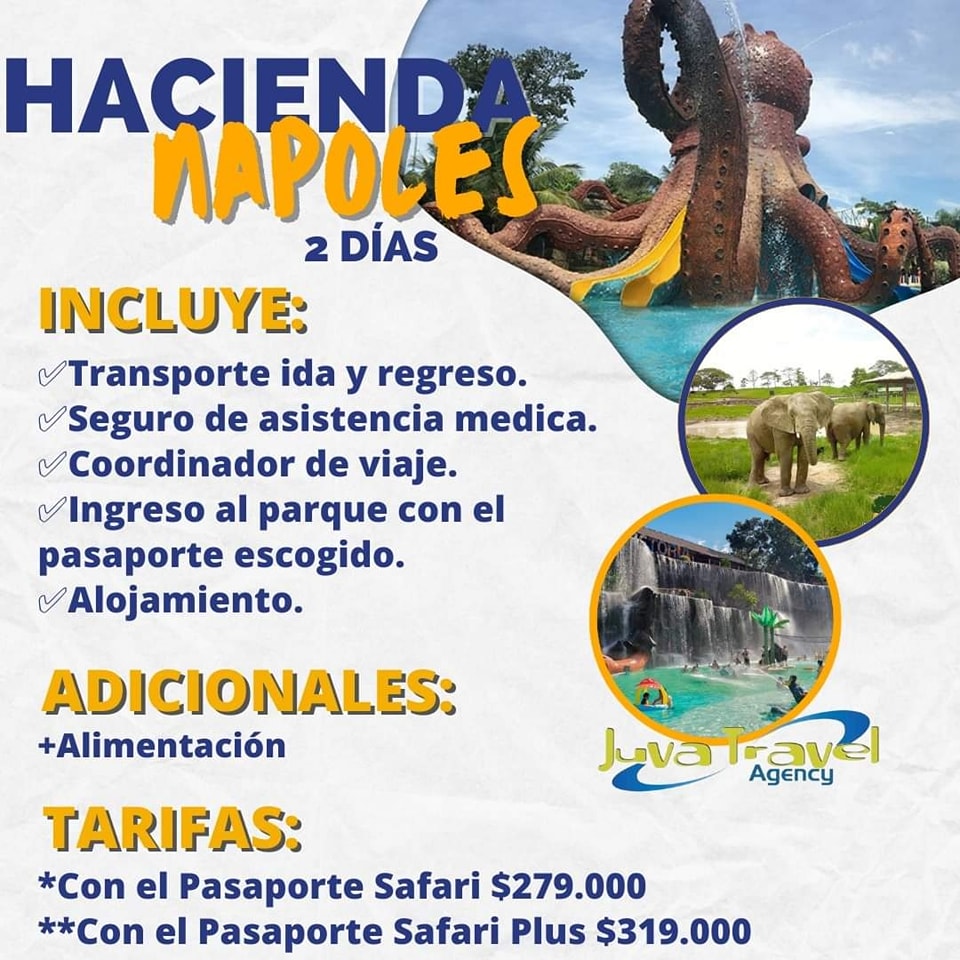 HACIENDA
NAPOLES
2 DÍAS
INCLUYE:
✅Transporte ida y regreso.
✅Seguro de asistencia medica.
✅Coordinador de viaje.
✅Ingreso al parque con el
pasaporte escogido.
✅Alojamiento.
ADICIONALES:
+Alimentación
Juva Travel
Agency
TARIFAS:
*Con el Pasaporte Safari $279.000
**Con el Pasaporte Safari Plus $319.000